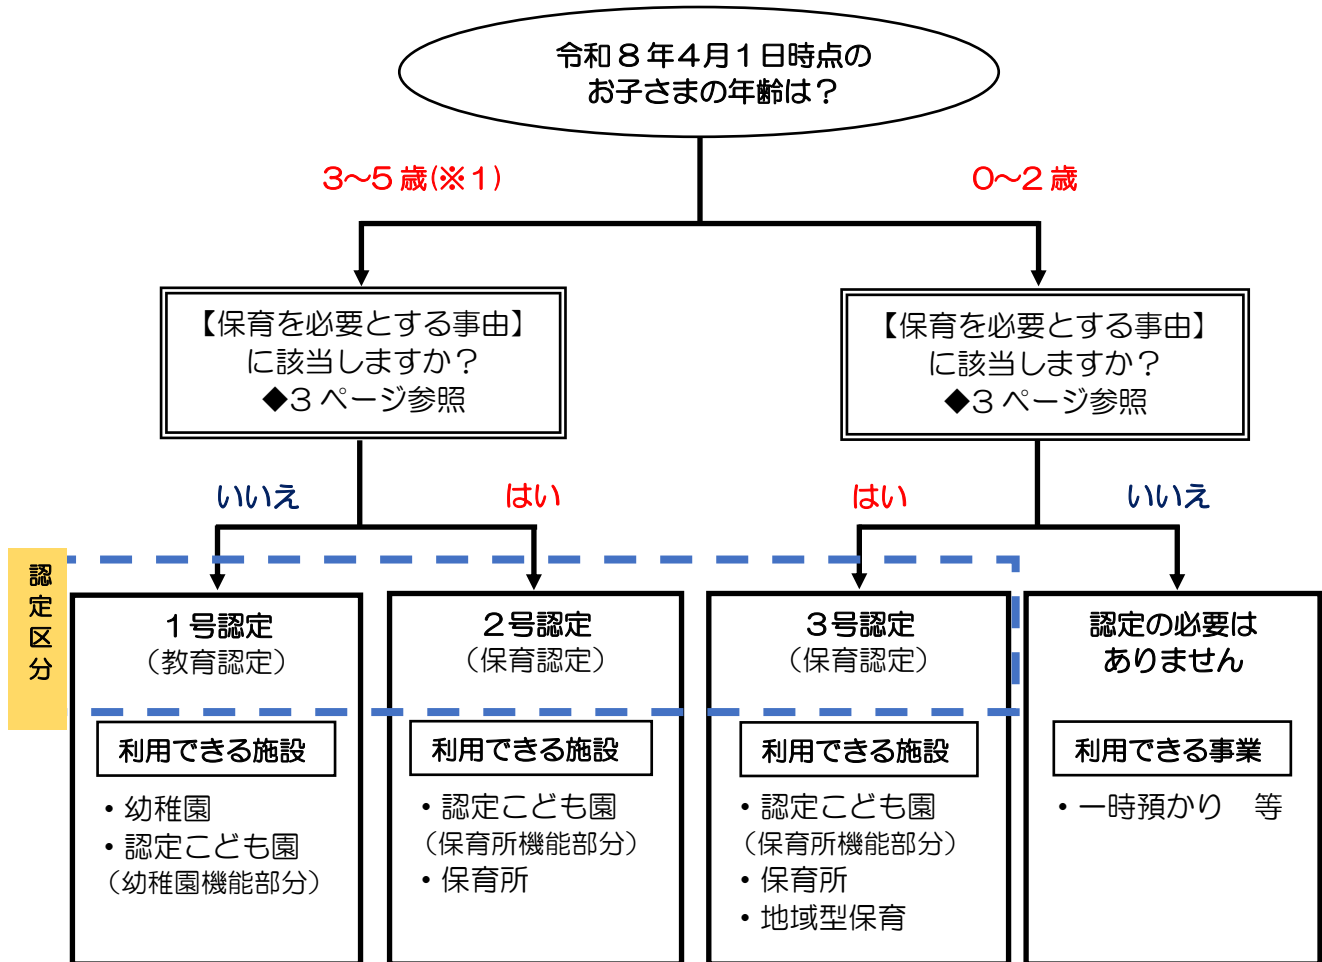 令和８年４月１日時点の
お子さまの年齢は？
３～５歳(※１)
０～２歳
【保育を必要とする事由】
に該当しますか？
◆３ページ参照
【保育を必要とする事由】
に該当しますか？
◆３ページ参照
いいえ
はい
はい
いいえ
認定区分
１号認定
（教育認定）
利用できる施設
・幼稚園
・認定こども園
（幼稚園機能部分）
２号認定
（保育認定）
利用できる施設
・認定こども園
（保育所機能部分）
・保育所
３号認定
（保育認定）
利用できる施設
・認定こども園
（保育所機能部分）
・保育所
・地域型保育
認定の必要は
ありません
利用できる事業
・一時預かり　等